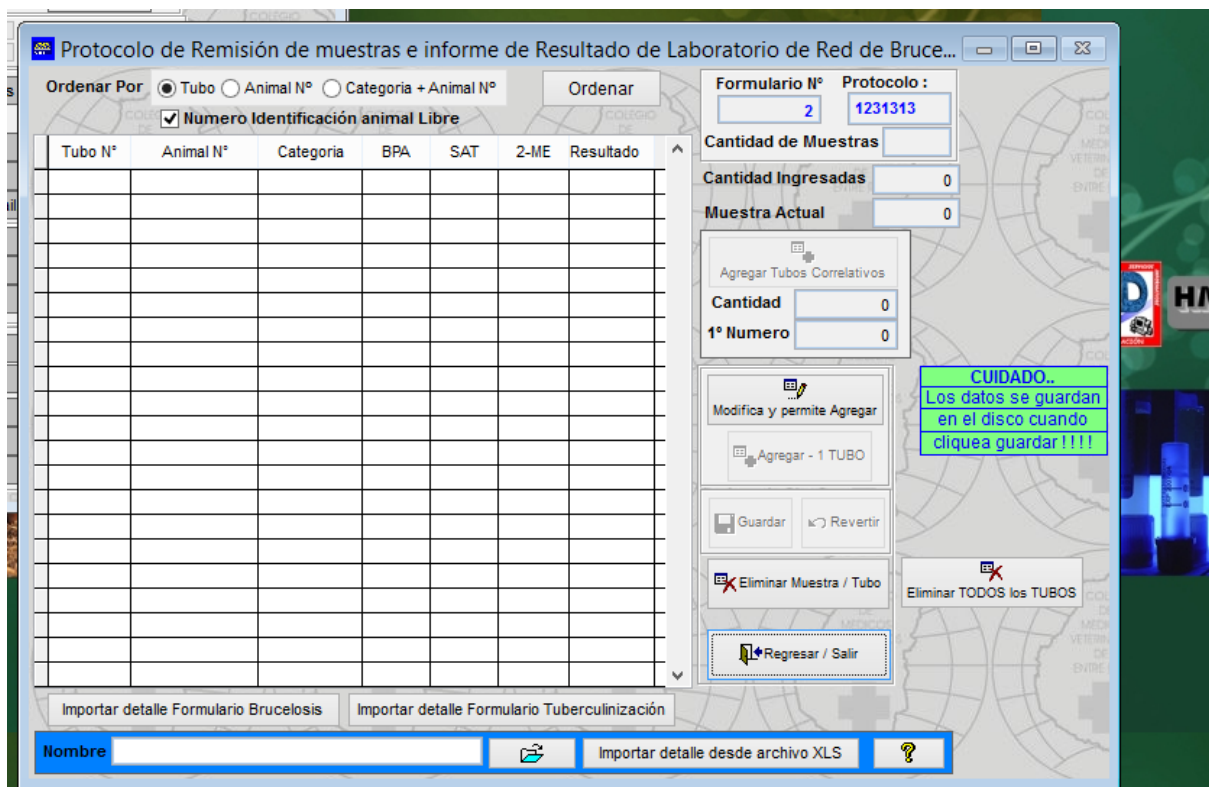 Protocolo de Remisión de muestras e informe de Resultado de Laboratorio de Red de Bruce...
Ordenar Por Tubo Animal Nº Categoria + Animal Nº Ordenar
Numero Identificación animal Libre
Formulario Nº Protocolo :
2 1231313
Cantidad de Muestras
Tubo N° Animal N° Categoria BPA SAT 2-ME Resultado
Cantidad Ingresadas 0
Muestra Actual 0
Agregar Tubos Correlativos
Cantidad 0
1º Numero 0
Modifica y permite Agregar
Agregar - 1 TUBO
CUIDADO..
Los datos se guardan
en el disco cuando
cliquea guardar!!!!
Guardar Revertir
Eliminar Muestra / Tubo
Eliminar TODOS los TUBOS
Regresar / Salir
Importar detalle Formulario Brucelosis Importar detalle Formulario Tuberculinización
Nombre Importar detalle desde archivo XLS ?